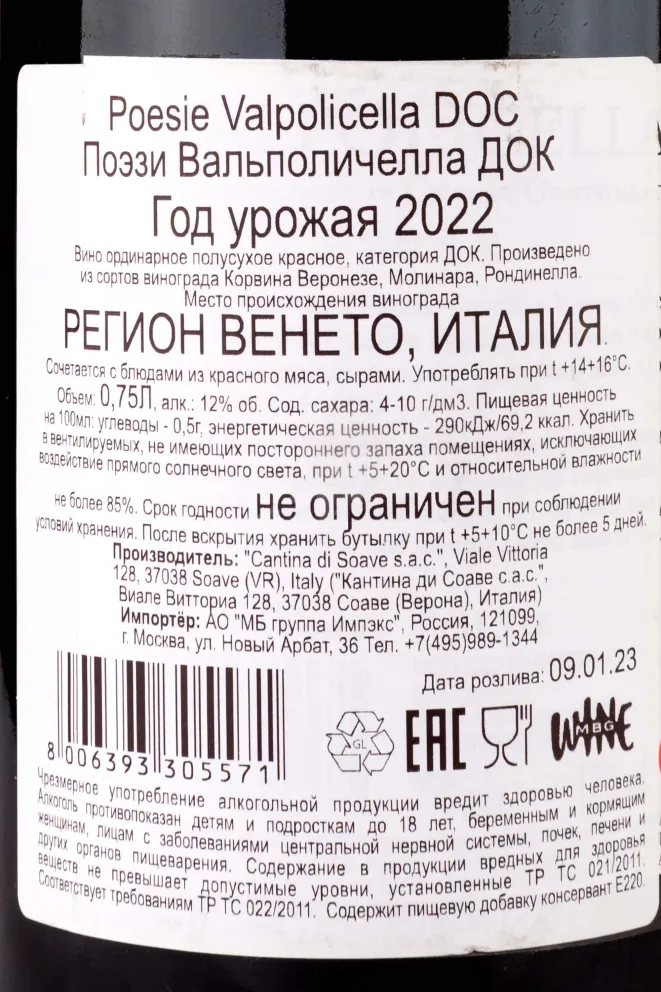 Poesie Valpolicella DOC
Поэзи Вальполичелла ДОК
Год урожая 2022
Вино ординарное полусухое красное, категория ДОК. Произведено
из сортов винограда Корвина Веронезе, Молинара, Рондинелла.
Место происхождения винограда
РЕГИОН ВЕНЕТО, ИТАЛИЯ.
Сочетается с блюдами из красного мяса, сырами. Употреблять при t +14+16°С.
Объем: 0,75Л, алк.: 12% об. Сод. сахара: 4-10 г/дм3. Пищевая ценность
на 100мл: углеводы - 0,5г, энергетическая ценность - 290кДж/69,2 ккал. Хранить
в вентилируемых, не имеющих постороннего запаха помещениях, исключающих
воздействие прямого солнечного света, при t +5+20°С и относительной влажности
не более 85%. Срок годности не ограничен при соблюдении
условий хранения. После вскрытия хранить бутылку при t +5+10°С не более 5 дней.
Производитель: "Cantina di Soave s.a.c.", Viale Vittoria
128, 37038 Soave (VR), Italy ("Кантина ди Соаве с.а.с.",
Виале Витториа 128, 37038 Соаве (Верона), Италия)
Импортёр: АО "МБ группа Импэкс", Россия, 121099,
г. Москва, ул. Новый Арбат, 36 Тел. +7(495)989-1344
Дата розлива: 09.01.23
GL
EAC
WINE
MBG
8 006393 305571
Чрезмерное употребление алкогольной продукции вредит здоровью человека.
Алкоголь противопоказан детям и подросткам до 18 лет, беременным и кормящим
женщинам, лицам с заболеваниями центральной нервной системы, почек, печени и
других органов пищеварения. Содержание в продукции вредных для здоровья
веществ не превышает допустимые уровни, установленные ТР ТС 021/2011.
Соответствует требованиям ТР ТС 022/2011. Содержит пищевую добавку консервант Е220.